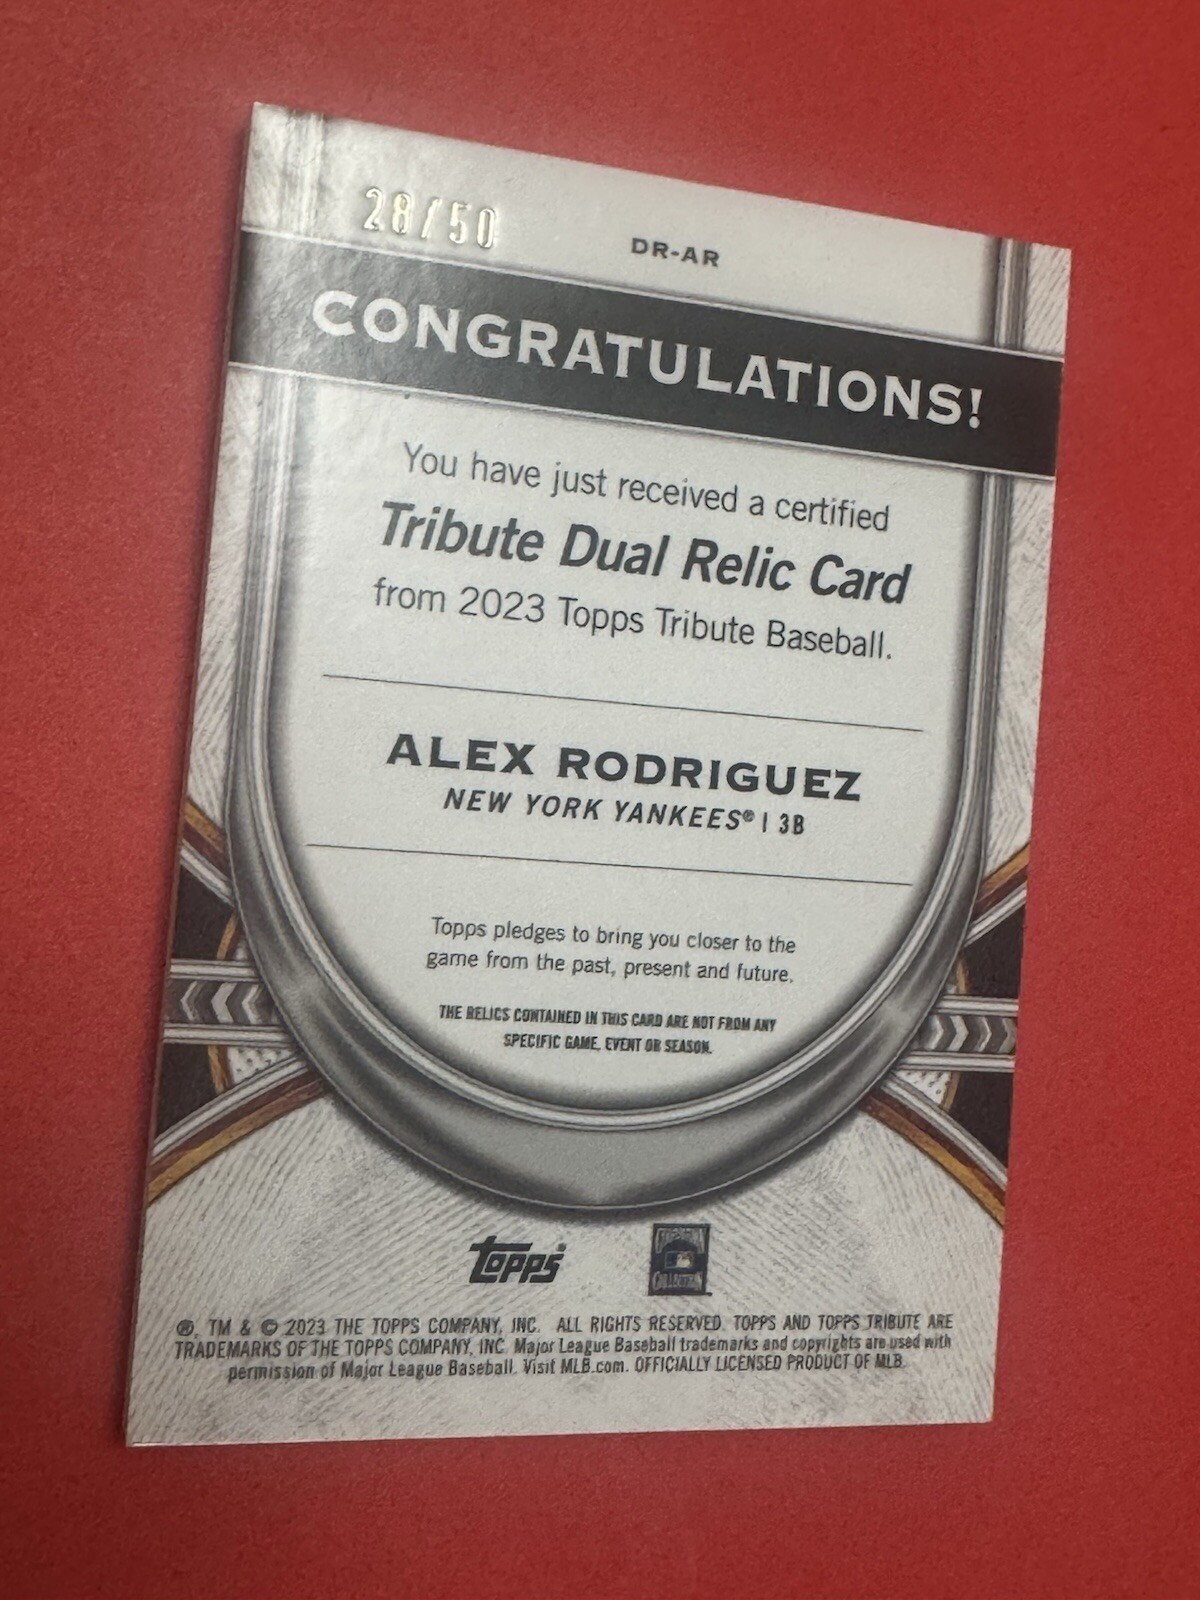 28/50
DR-AR
CONGRATULATIONS!
You have just received a certified
Tribute Dual Relic Card
from 2023 Topps Tribute Baseball.
ALEX RODRIGUEZ
NEW YORK YANKEES® | 3B
Topps pledges to bring you closer to the
game from the past, present and future.
THE RELICS CONTAINED IN THIS CARD ARE NOT FROM ANY
SPECIFIC GAME, EVENT OR SEASON.
Topps®
®, TM & © 2023 THE TOPPS COMPANY, INC. ALL RIGHTS RESERVED. TOPPS AND TOPPS TRIBUTE ARE
TRADEMARKS OF THE TOPPS COMPANY, INC. Major League Baseball trademarks and copyrights are used with
permission of Major League Baseball. Visit MLB.com. OFFICIALLY LICENSED PRODUCT OF MLB.